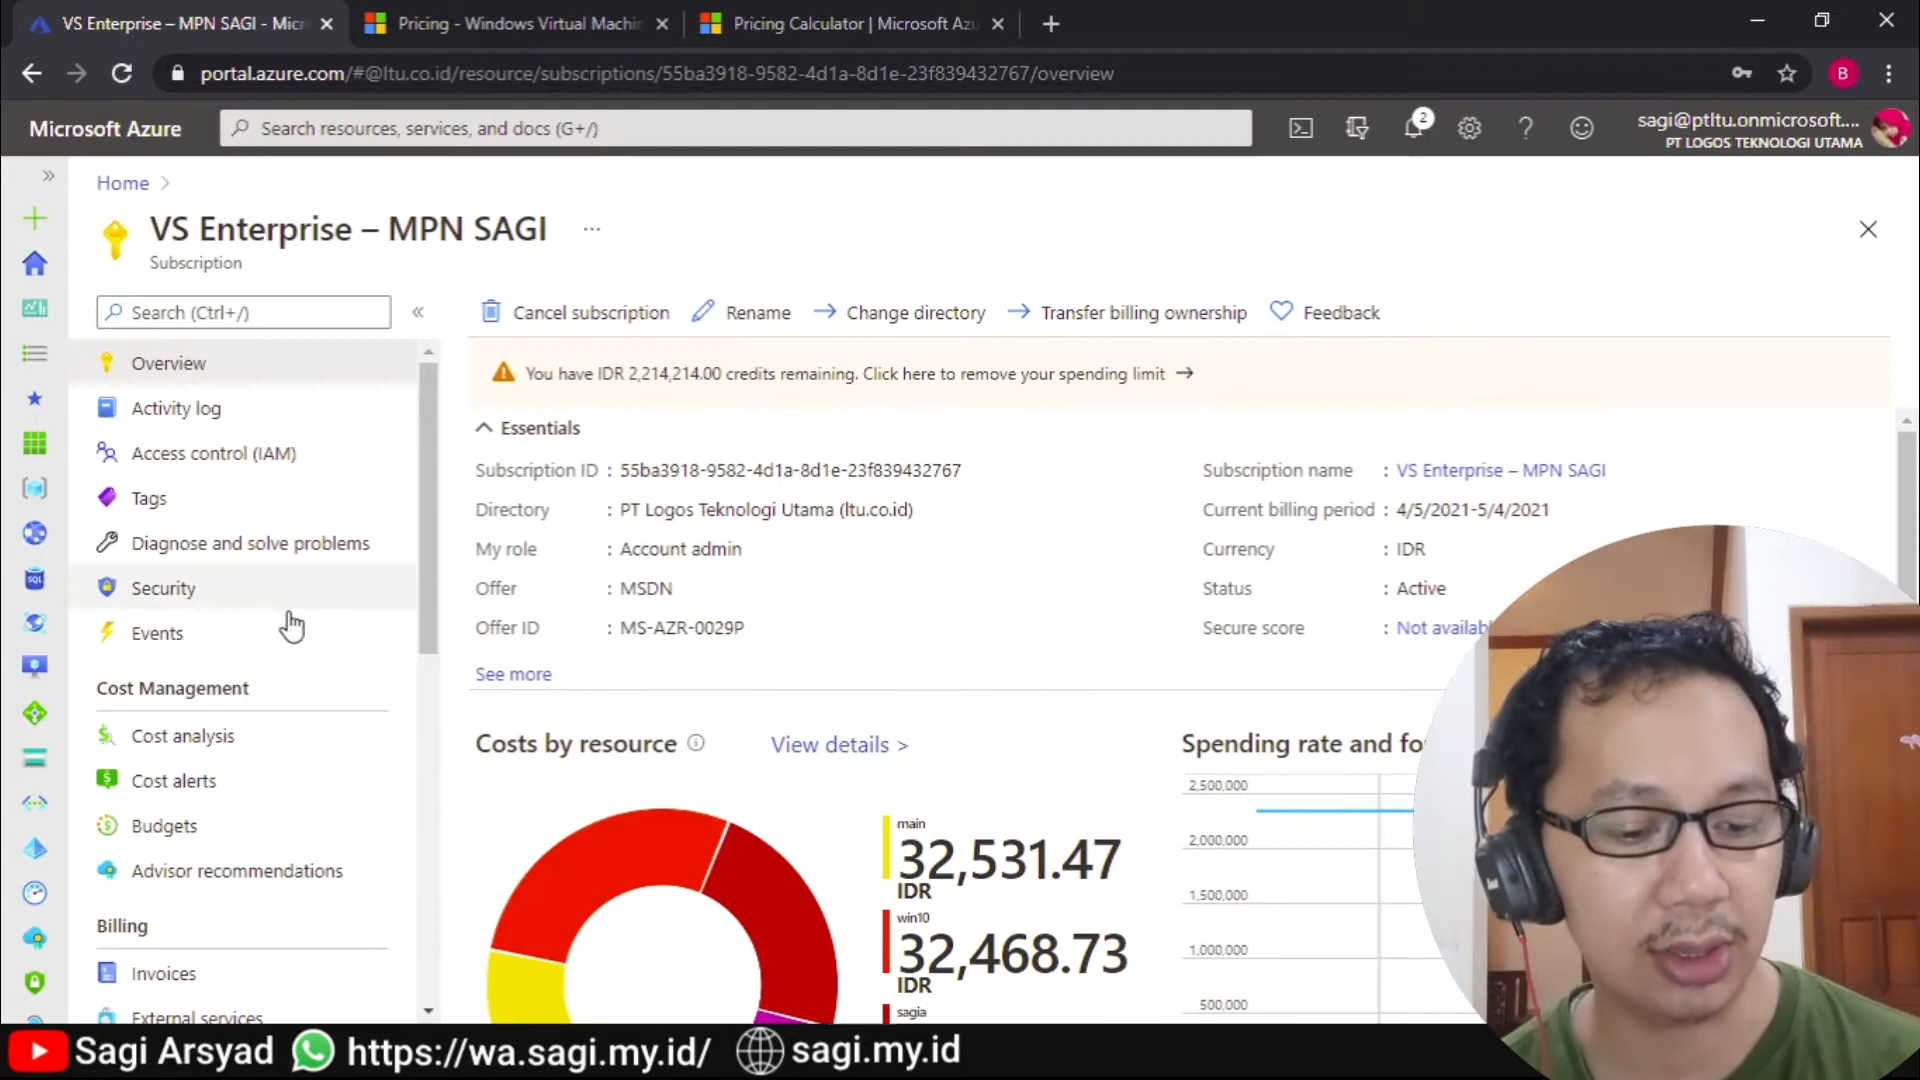 VS Enterprise – MPN SAGI - Micr
Pricing - Windows Virtual Machi
Pricing Calculator | Microsoft Azu
portal.azure.com/#@ltu.co.id/resource/subscriptions/55ba3918-9582-4d1a-8d1e-23f839432767/overview
B
Microsoft Azure
Search resources, services, and docs (G+/)
2
sagi@ptltu.onmicrosoft....
PT LOGOS TEKNOLOGI UTAMA
Home
VS Enterprise – MPN SAGI
...
Subscription
Search (Ctrl+/)
Cancel subscription
Rename
Change directory
Transfer billing ownership
Feedback
Overview
Activity log
Access control (IAM)
Tags
Diagnose and solve problems
Security
Events
Cost Management
Cost analysis
Cost alerts
Budgets
Advisor recommendations
Billing
Invoices
External services
You have IDR 2,214,214.00 credits remaining. Click here to remove your spending limit →
Essentials
Subscription ID : 55ba3918-9582-4d1a-8d1e-23f839432767
Directory : PT Logos Teknologi Utama (ltu.co.id)
My role : Account admin
Offer : MSDN
Offer ID : MS-AZR-0029P
See more
Subscription name : VS Enterprise – MPN SAGI
Current billing period : 4/5/2021-5/4/2021
Currency : IDR
Status : Active
Secure score : Not availab
Costs by resource
View details >
main
32,531.47
IDR
win10
32,468.73
IDR
sagia
Spending rate and fo
2,500,000
2,000,000
1,500,000
1,000,000
500,000
SQL
Sagi Arsyad
https://wa.sagi.my.id/
sagi.my.id